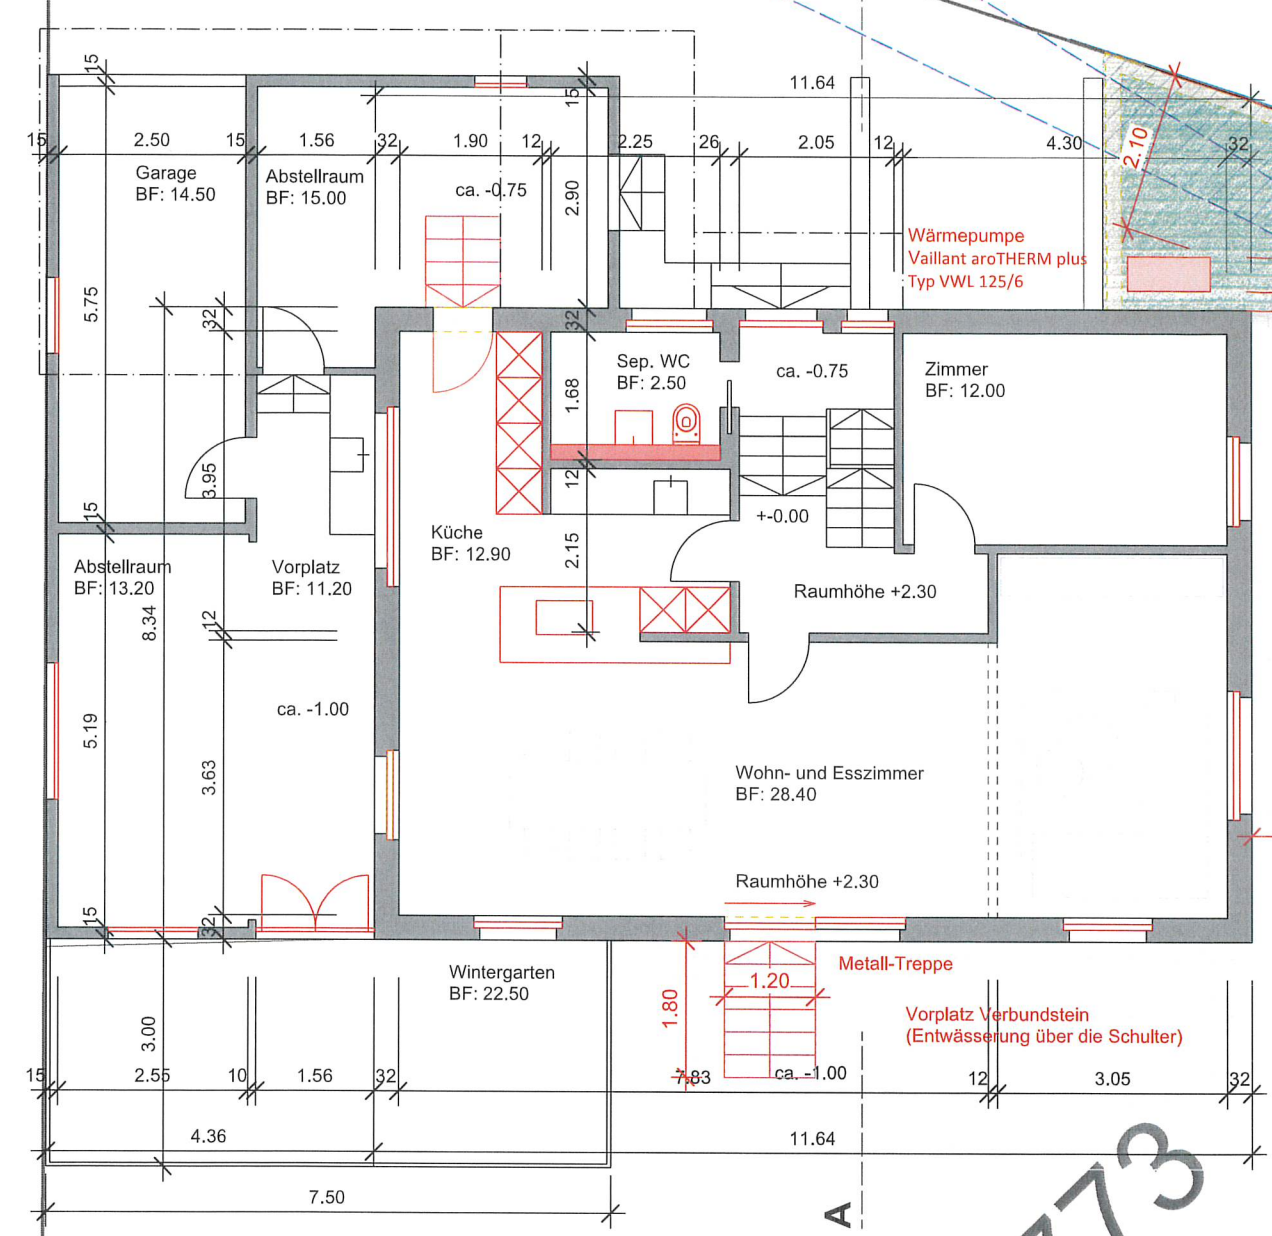 11.64
15
15
15
2.50
15
1.56
32
1.90
12
2.25
26
2.05
12
4.30
32
2.10
Garage
BF: 14.50
Abstellraum
BF: 15.00
ca. -0.75
2.90
Wärmepumpe
Vaillant aroTHERM plus
Typ VWL 125/6
5.75
32
32
Sep. WC
BF: 2.50
ca. -0.75
Zimmer
BF: 12.00
1.68
3.95
15
12
+-0.00
Küche
BF: 12.90
2.15
Abstellraum
BF: 13.20
Vorplatz
BF: 11.20
8.34
12
Raumhöhe +2.30
ca. -1.00
5.19
3.63
Wohn- und Esszimmer
BF: 28.40
Raumhöhe +2.30
15
32
Wintergarten
BF: 22.50
Metall-Treppe
1.20
1.80
Vorplatz Verbundstein
(Entwässerung über die Schulter)
3.00
15
2.55
10
1.56
32
7.83
ca. -1.00
12
3.05
32
4.36
11.64
7.50
A
773